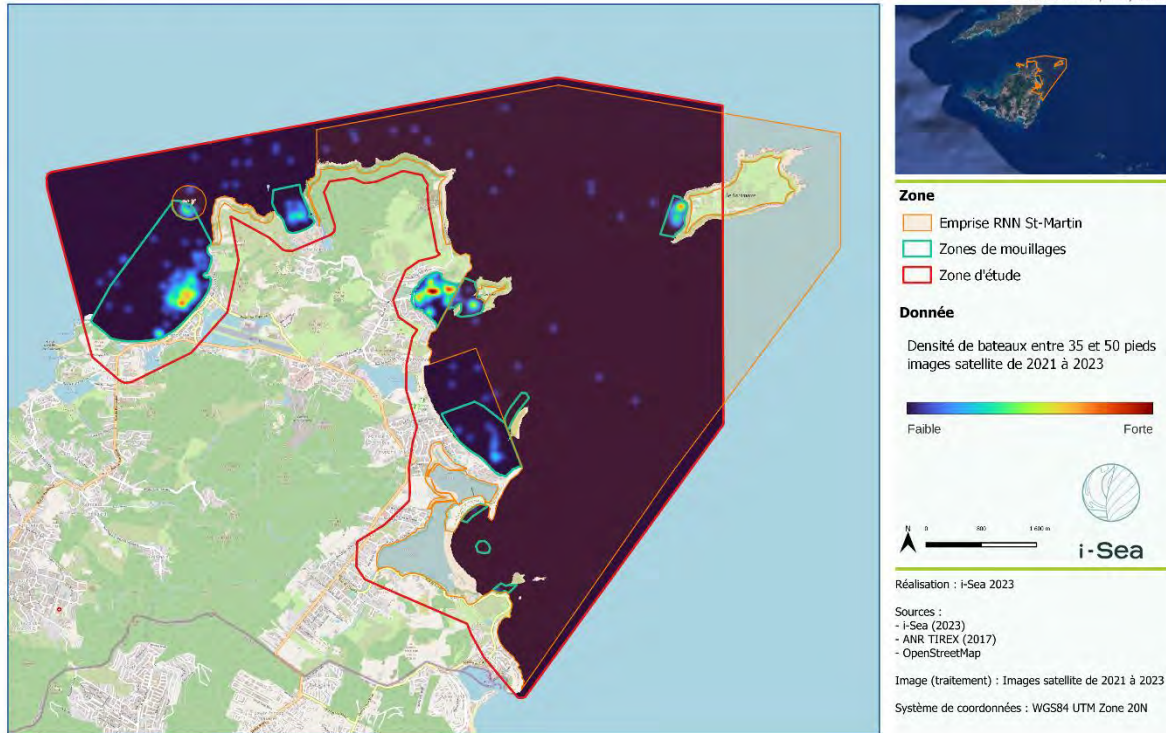 Zone
Emprise RNN St-Martin
Zones de mouillages
Zone d'étude
Donnée
Densité de bateaux entre 35 et 50 pieds
images satellite de 2021 à 2023
Faible
Forte
N
0
800
1 600 m
i-Sea
Réalisation : i-Sea 2023
Sources :
- i-Sea (2023)
- ANR TIREX (2017)
- OpenStreetMap
Image (traitement) : Images satellite de 2021 à 2023
Système de coordonnées : WGS84 UTM Zone 20N